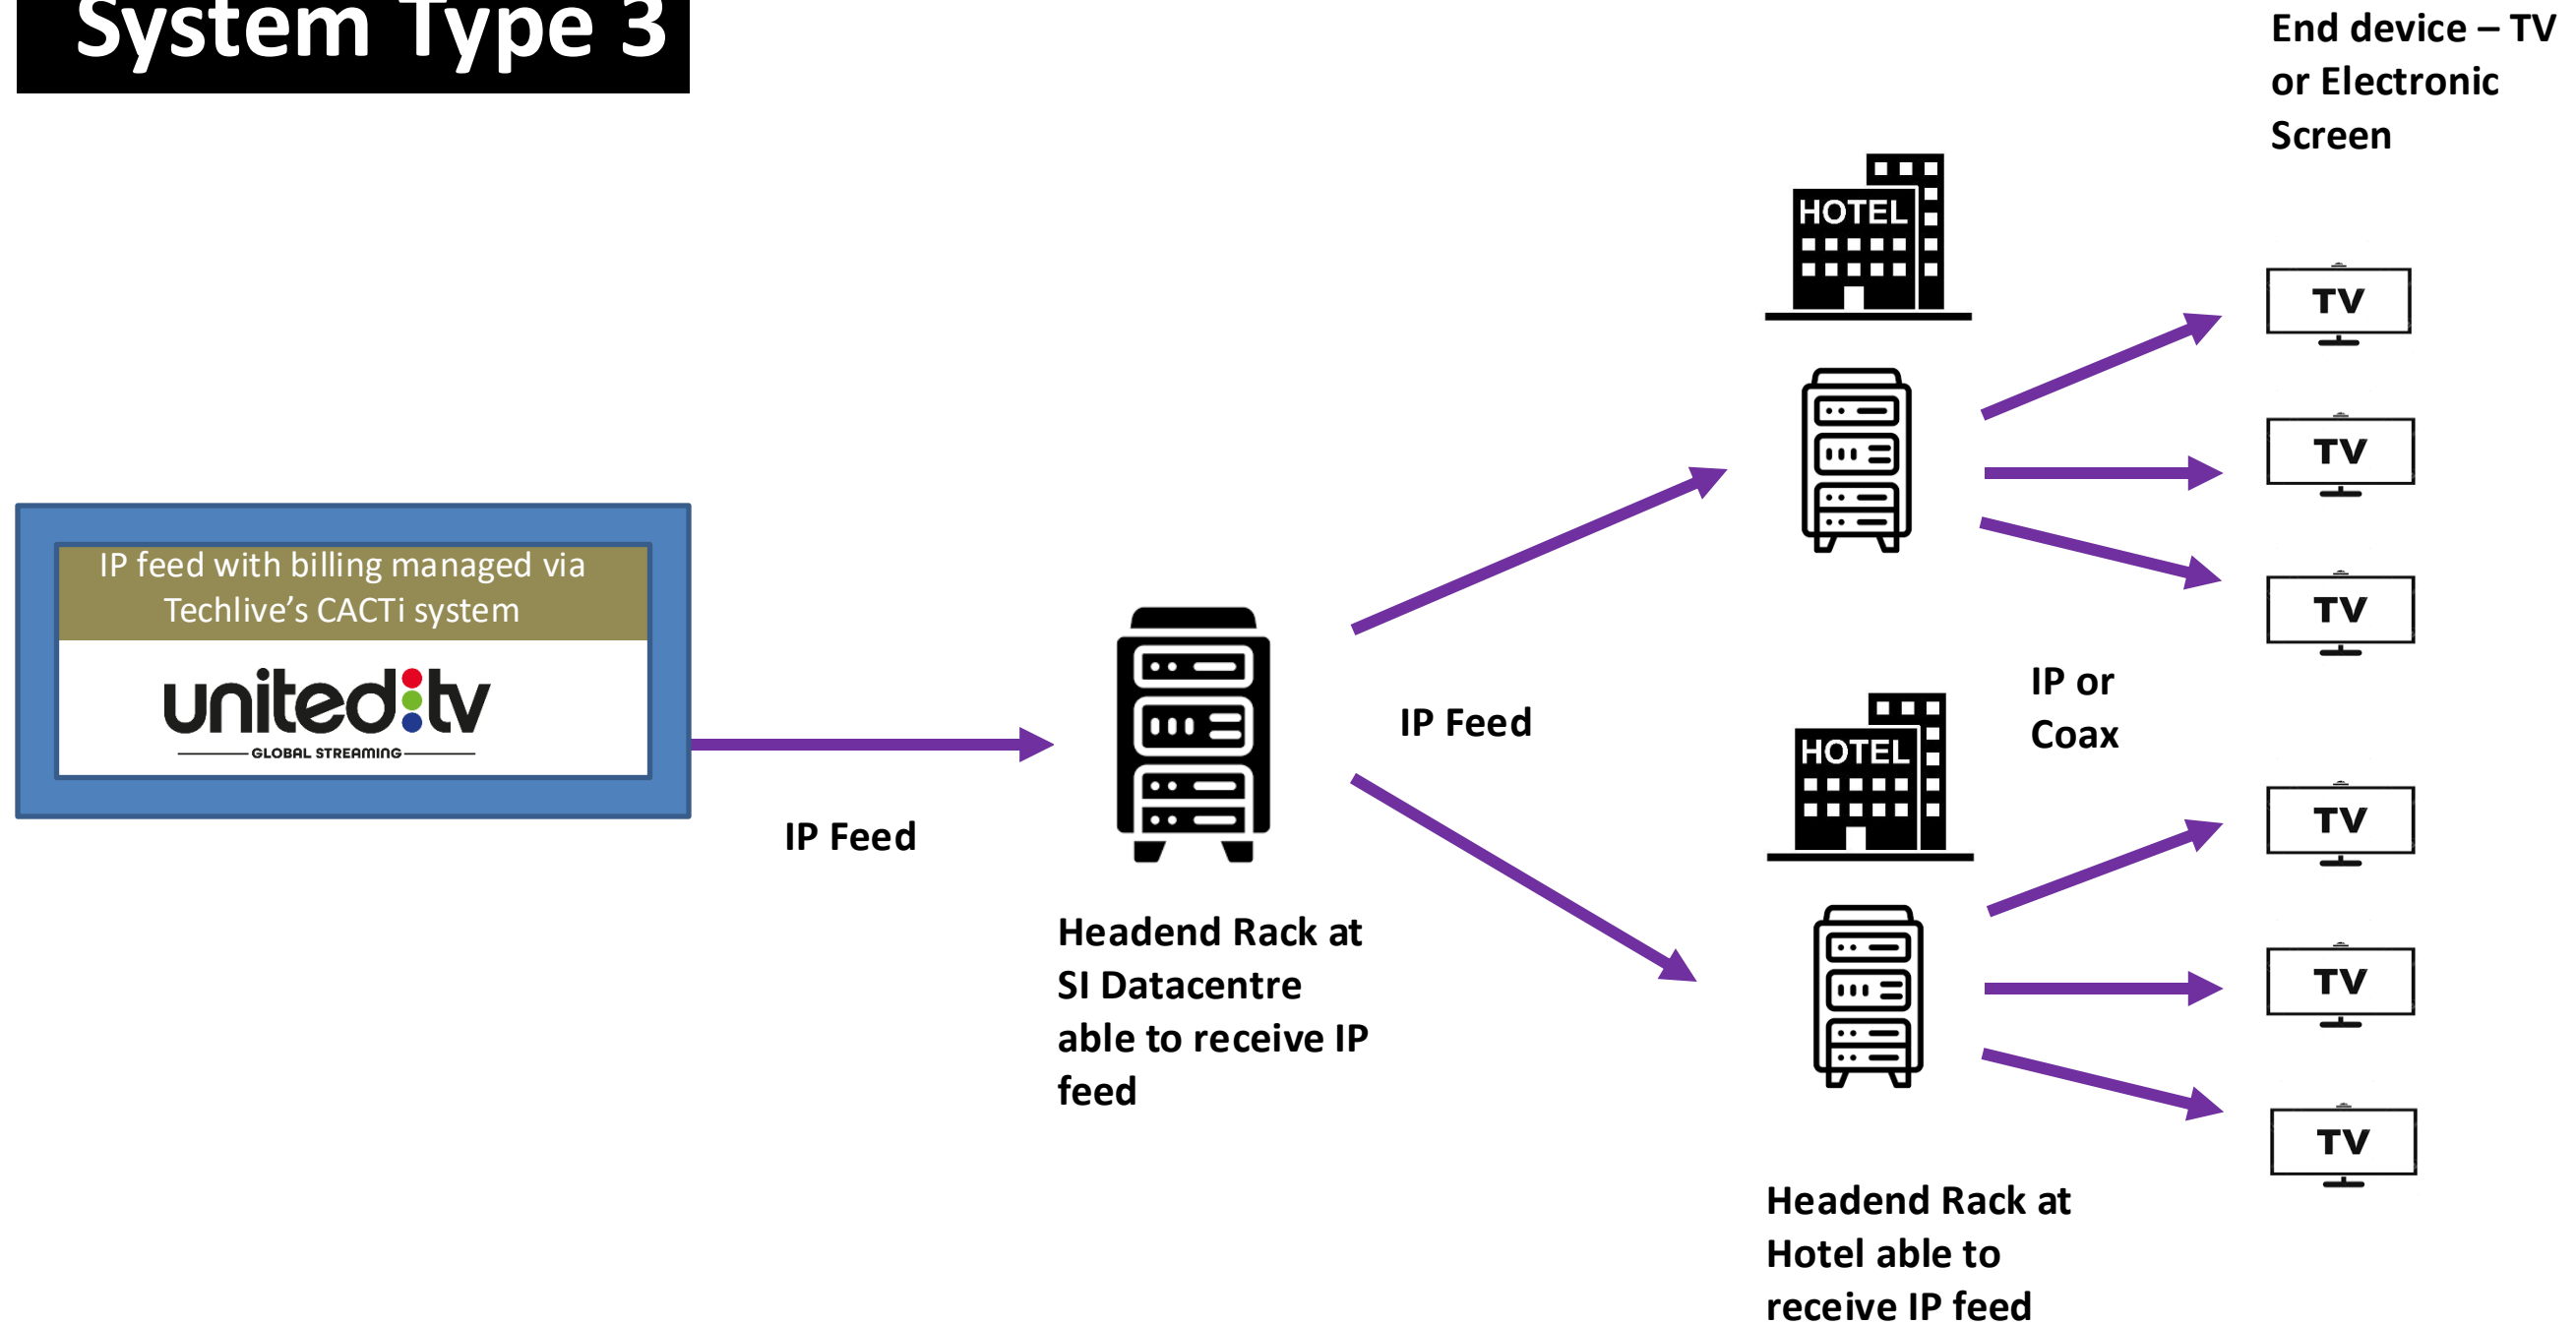 System Type 3
End device – TV
or Electronic
Screen
HOTEL
TV
TV
TV
IP feed with billing managed via
Techlive’s CACTi system
united:tv
GLOBAL STREAMING
IP Feed
Headend Rack at
SI Datacentre
able to receive IP
feed
IP Feed
IP or
Coax
HOTEL
TV
TV
TV
Headend Rack at
Hotel able to
receive IP feed